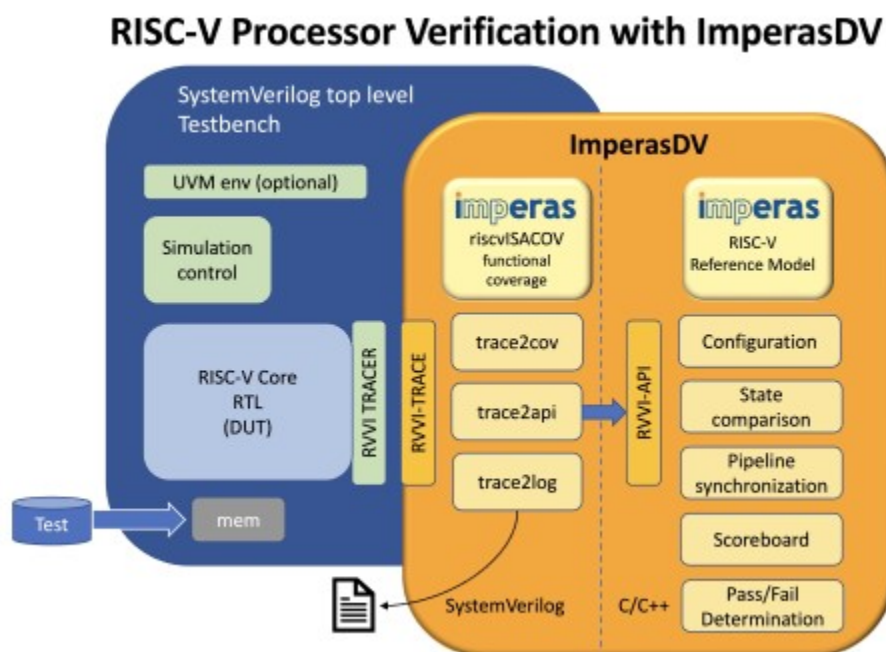 RISC-V Processor Verification with ImperasDV
SystemVerilog top level
Testbench
UVM env (optional)
Simulation
control
RISC-V Core
RTL
(DUT)
RVVI TRACER
Test
mem
ImperasDV
imperas
riscvISACOV
functional
coverage
RVVI-TRACE
trace2cov
trace2api
trace2log
SystemVerilog
imperas
RISC-V
Reference Model
RVVI-API
Configuration
State
comparison
Pipeline
synchronization
Scoreboard
Pass/Fail
Determination
C/C++